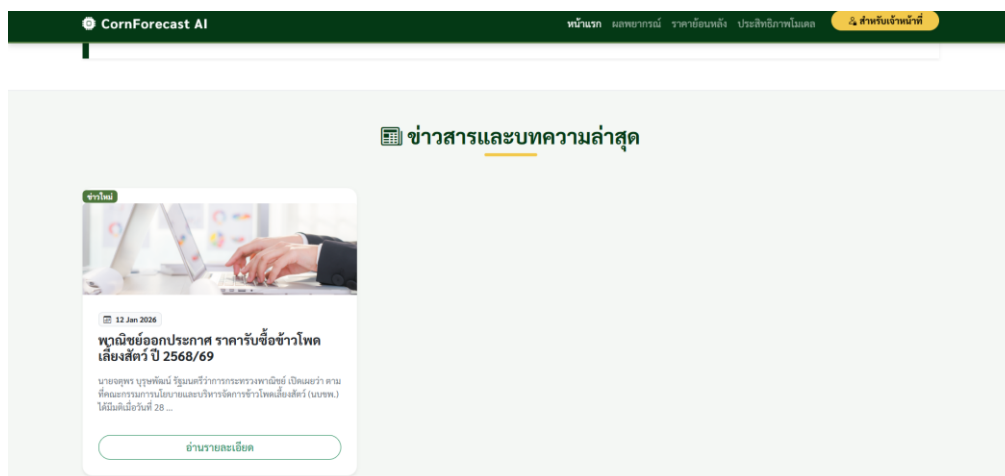 CornForecast AI
หน้าแรก ผลพยากรณ์ ราคาย้อนหลัง ประสิทธิภาพโมเดล สำหรับเจ้าหน้าที่
ข่าวสารและบทความล่าสุด
ข่าวใหม่
12 Jan 2026
พาณิชย์ออกประกาศ ราคารับซื้อข้าวโพด
เลี้ยงสัตว์ ปี 2568/69
นายจตุพร บุรุษพัฒน์ รัฐมนตรีว่าการกระทรวงพาณิชย์ เปิดเผยว่า ตาม
ที่คณะกรรมการนโยบายและบริหารจัดการข้าวโพดเลี้ยงสัตว์ (นบขพ.)
ได้มีมติเมื่อวันที่ 28 ...
อ่านรายละเอียด